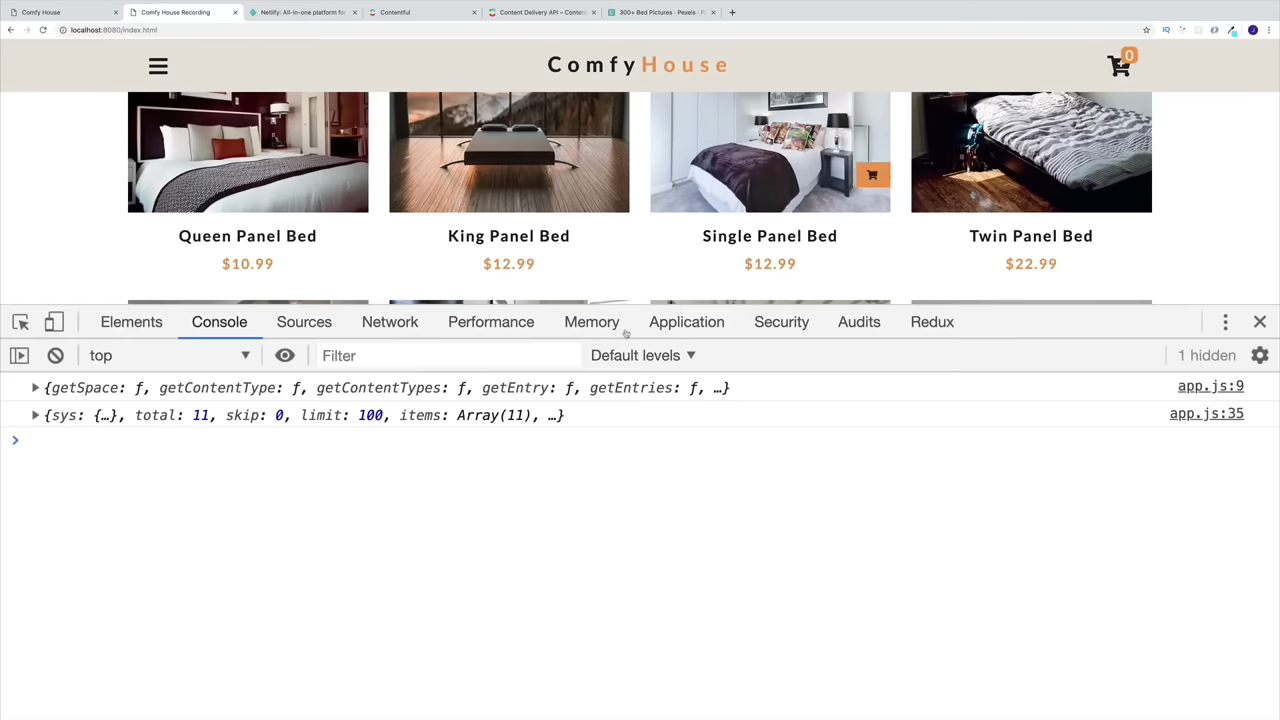 Comfy House
Comfy House Recording
Netlify: All-in-one platform for
Contentful
Content Delivery API – Conten
300+ Bed Pictures - Pexels - F
localhost:8080/index.html
IQ
J
ComfyHouse
0
Queen Panel Bed
King Panel Bed
Single Panel Bed
Twin Panel Bed
$10.99
$12.99
$12.99
$22.99
Elements
Console
Sources
Network
Performance
Memory
Application
Security
Audits
Redux
top
Filter
Default levels
1 hidden
{getSpace: ƒ, getContentType: ƒ, getContentTypes: ƒ, getEntry: ƒ, getEntries: ƒ, …}
app.js:9
{sys: {…}, total: 11, skip: 0, limit: 100, items: Array(11), …}
app.js:35